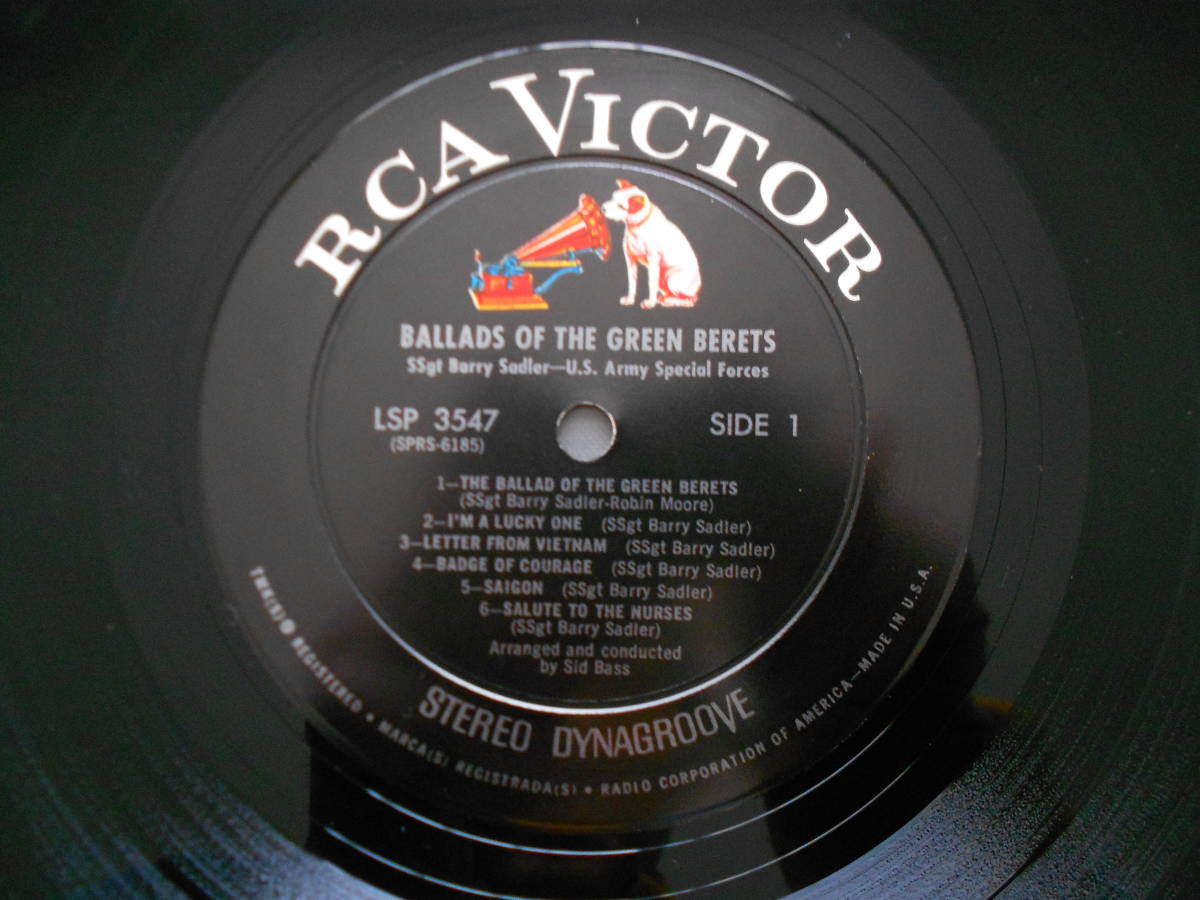 RCA VICTOR
BALLADS OF THE GREEN BERETS
SSgt Barry Sadler—U.S. Army Special Forces
LSP 3547
(SPRS-6185)
SIDE 1
1—THE BALLAD OF THE GREEN BERETS
(SSgt Barry Sadler-Robin Moore)
2—I'M A LUCKY ONE (SSgt Barry Sadler)
3—LETTER FROM VIETNAM (SSgt Barry Sadler)
4—BADGE OF COURAGE (SSgt Barry Sadler)
5—SAIGON (SSgt Barry Sadler)
6—SALUTE TO THE NURSES
(SSgt Barry Sadler)
Arranged and conducted
by Sid Bass
STEREO DYNAGROOVE
TMK(S) ® REGISTERED • MARCA(S) REGISTRADA(S) • RADIO CORPORATION OF AMERICA—MADE IN U.S.A.